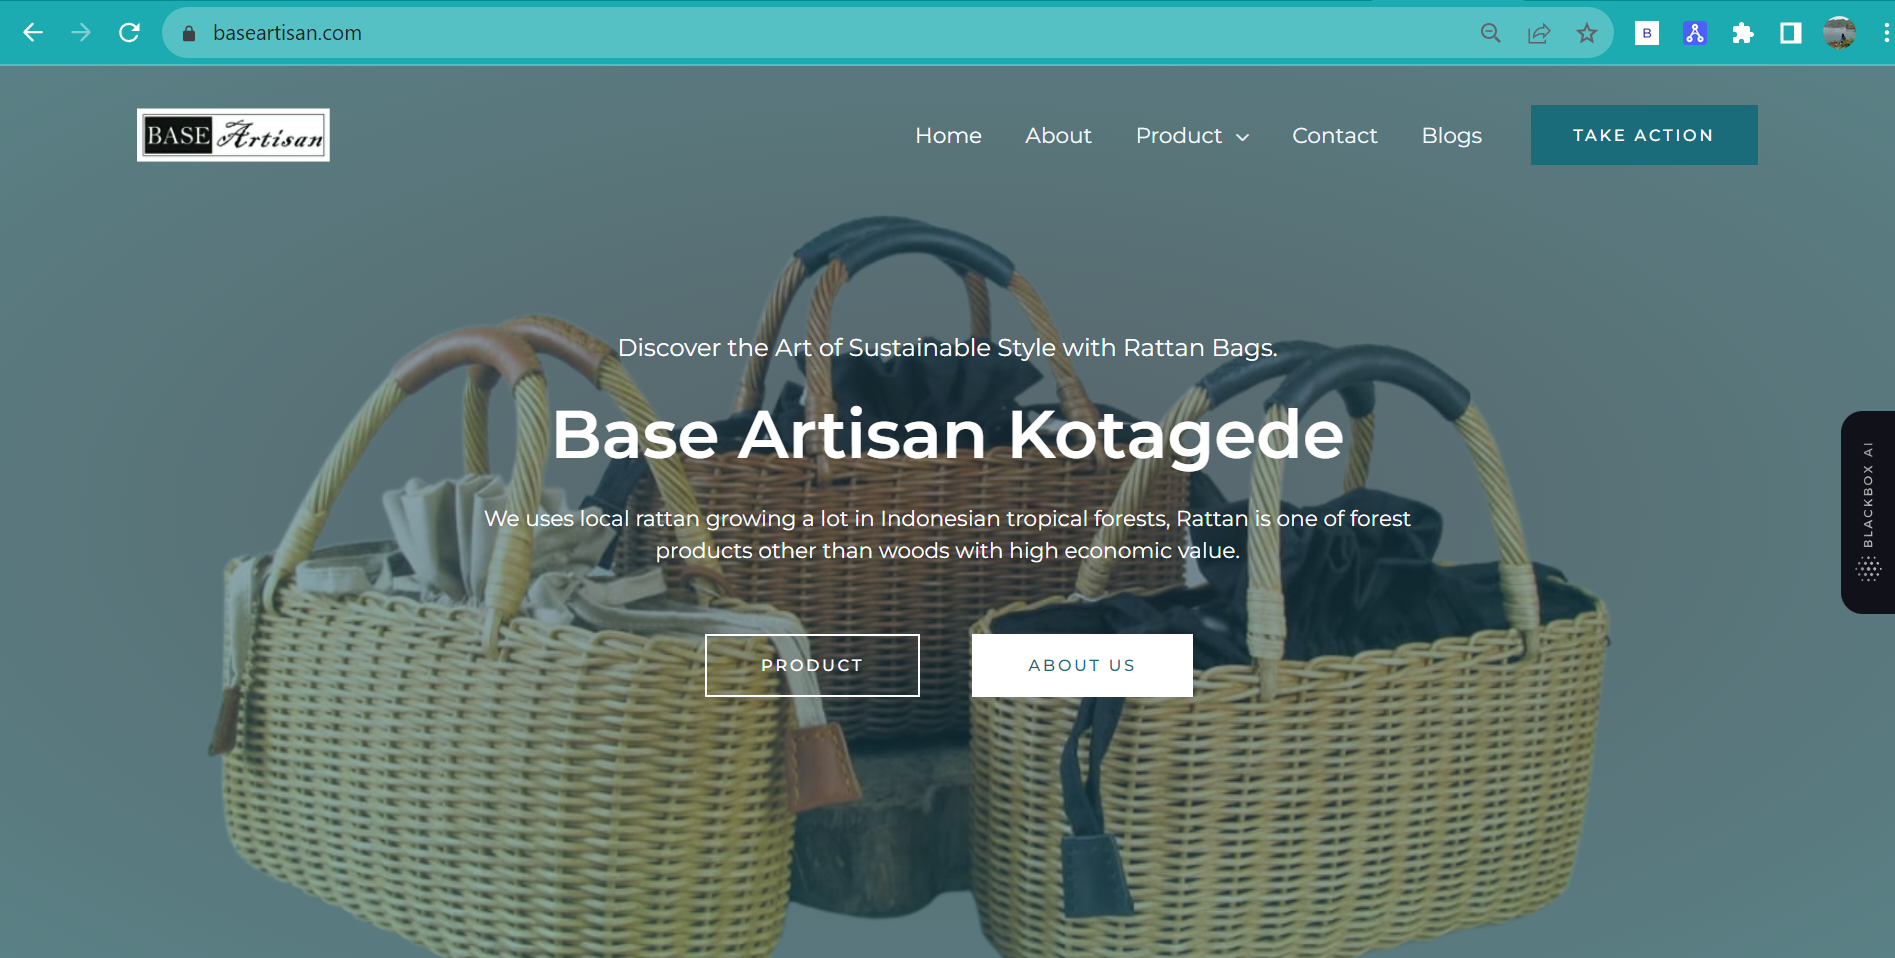 baseartisan.com
B
BASE Artisan
Home
About
Product
Contact
Blogs
TAKE ACTION
Discover the Art of Sustainable Style with Rattan Bags.
Base Artisan Kotagede
We uses local rattan growing a lot in Indonesian tropical forests, Rattan is one of forest
products other than woods with high economic value.
PRODUCT
ABOUT US
BLACKBOX AI